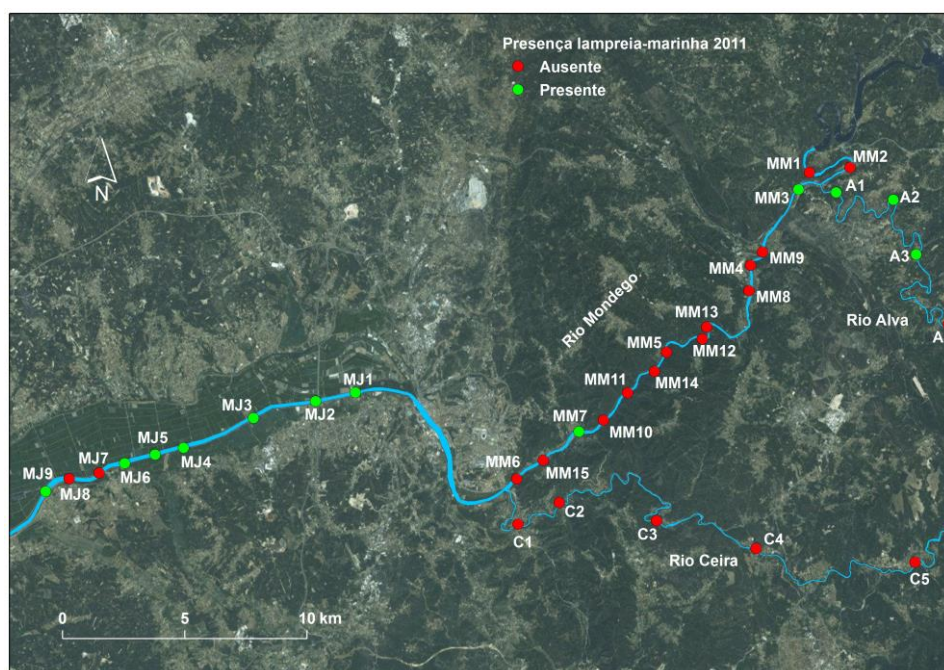 Presença lampreia-marinha 2011
Ausente
Presente
N
MM1
MM2
MM3
A1
A2
A3
MM9
MM4
MM8
Rio Mondego
Rio Alva
A
MM13
MM12
MM5
MM14
MM11
MM7
MM10
MJ1
MJ2
MJ3
MJ5
MJ4
MJ7
MJ6
MJ9
MJ8
MM6
MM15
C2
C1
C3
C4
Rio Ceira
C5
0 5 10 km